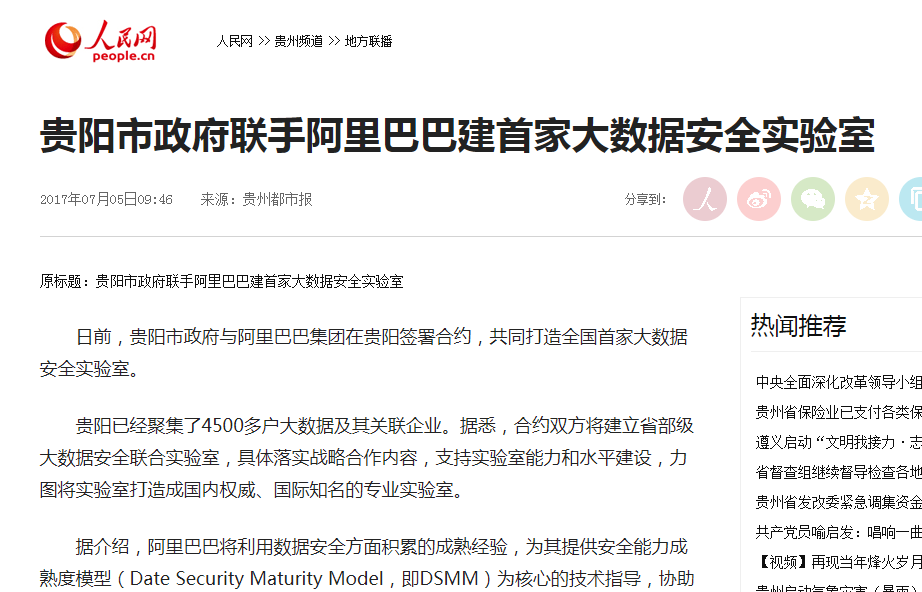 人民网
people.cn
人民网 >> 贵州频道 >> 地方联播
贵阳市政府联手阿里巴巴建首家大数据安全实验室
2017年07月05日09:46 来源：贵州都市报
分享到：
人
原标题：贵阳市政府联手阿里巴巴建首家大数据安全实验室
日前，贵阳市政府与阿里巴巴集团在贵阳签署合约，共同打造全国首家大数据
安全实验室。
贵阳已经聚集了4500多户大数据及其关联企业。据悉，合约双方将建立省部级
大数据安全联合实验室，具体落实战略合作内容，支持实验室能力和水平建设，力
图将实验室打造成国内权威、国际知名的专业实验室。
据介绍，阿里巴巴将利用数据安全方面积累的成熟经验，为其提供安全能力成
熟度模型（Date Security Maturity Model，即DSMM）为核心的技术指导，协助
热闻推荐
中央全面深化改革领导小组
贵州省保险业已支付各类保
遵义启动“文明我接力·志
省督查组继续督导检查各地
贵州省发改委紧急调集资金
共产党员喻启发：唱响一曲
【视频】再现当年烽火岁月
贵州启动气象灾害（暴雨）